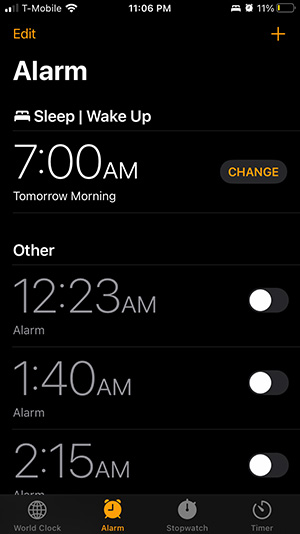 T-Mobile 11:06 PM 11%
Edit +
Alarm
Sleep | Wake Up
7:00AM CHANGE
Tomorrow Morning
Other
12:23AM
Alarm
1:40AM
Alarm
2:15AM
Alarm
World Clock Alarm Stopwatch Timer